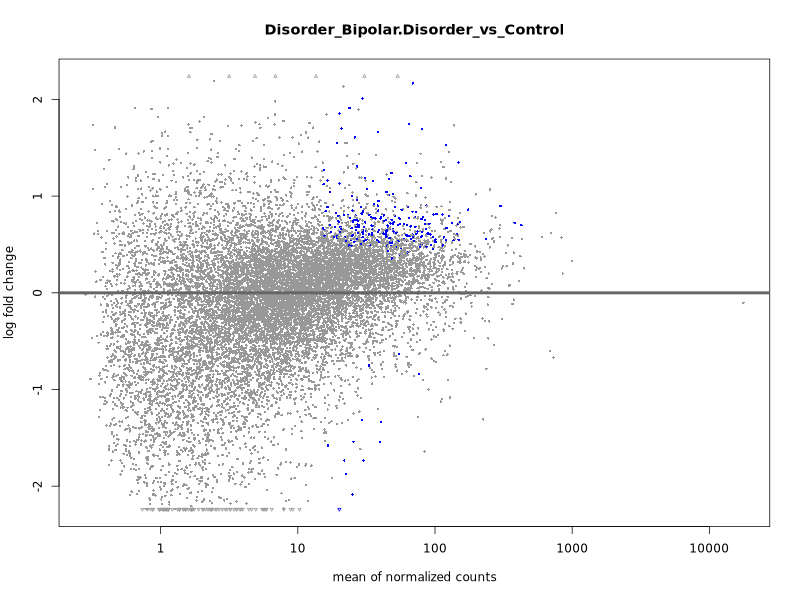 Disorder_Bipolar.Disorder_vs_Control
log fold change
2
1
0
-1
-2
1 10 100 1000 10000
mean of normalized counts